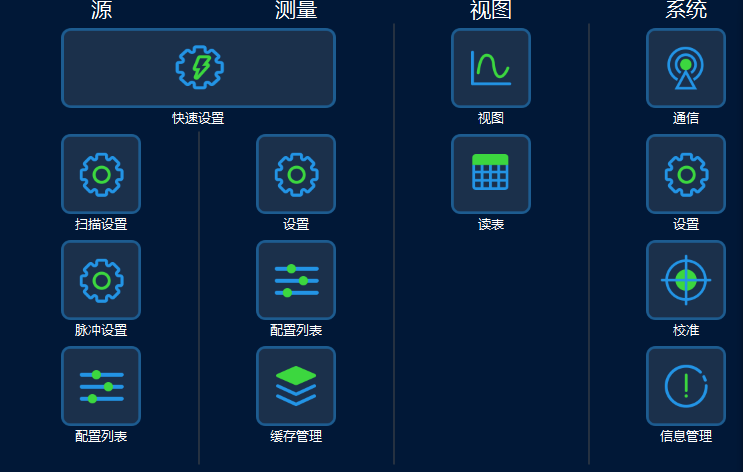 源
测量
视图
系统
快速设置
视图
通信
扫描设置
设置
读表
设置
脉冲设置
配置列表
校准
配置列表
缓存管理
信息管理